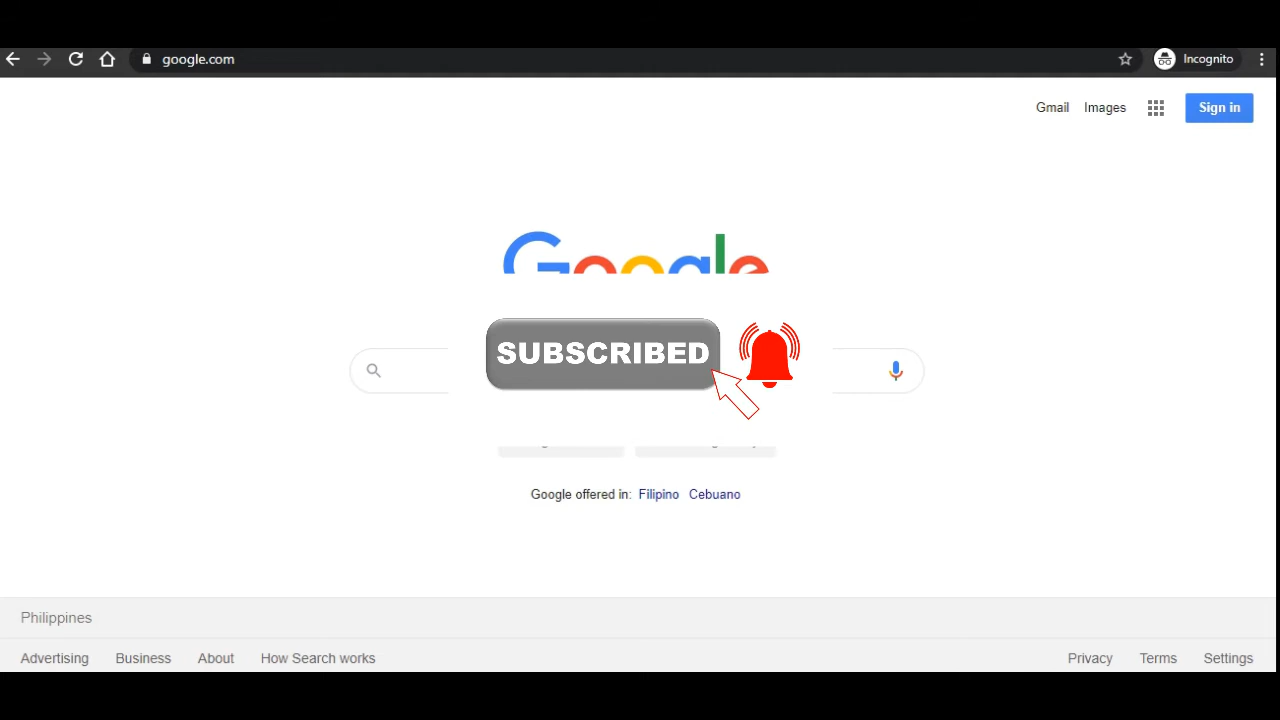 google.com
Incognito
Gmail Images Sign in
Google
SUBSCRIBED
Google offered in: Filipino Cebuano
Philippines
Advertising Business About How Search works
Privacy Terms Settings